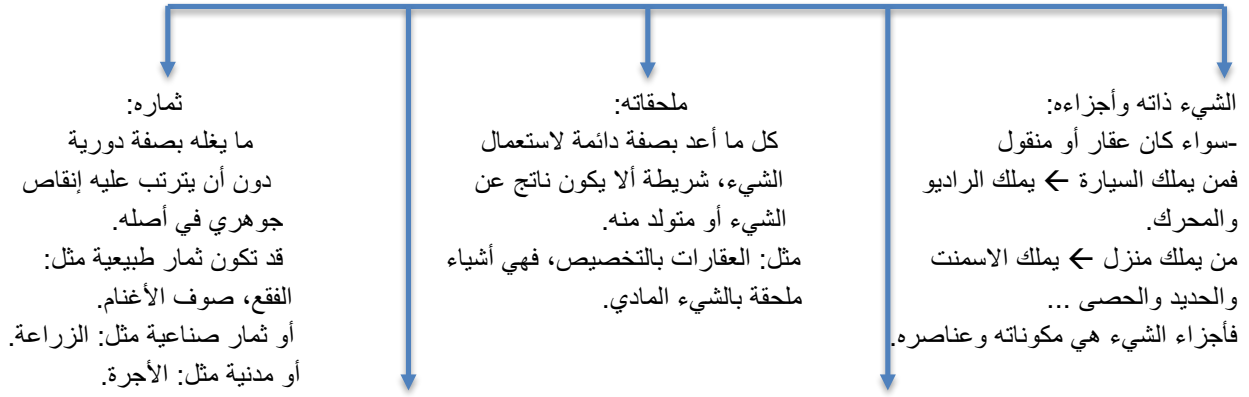 الشيء ذاته وأجزاءه:
-سواء كان عقار أو منقول
فمن يملك السيارة ← يملك الراديو
والمحرك.
من يملك منزل ← يملك الاسمنت
والحديد والحصى ...
فأجزاء الشيء هي مكوناته وعناصره.
ملحقاته:
كل ما أعد بصفة دائمة لاستعمال
الشيء، شريطة ألا يكون ناتج عن
الشيء أو متولد منه.
مثل: العقارات بالتخصيص، فهي أشياء
ملحقة بالشيء المادي.
ثماره:
ما يغله بصفة دورية
دون أن يترتب عليه إنقاص
جوهري في أصله.
قد تكون ثمار طبيعية مثل:
الفقع، صوف الأغنام.
أو ثمار صناعية مثل: الزراعة.
أو مدنية مثل: الأجرة.